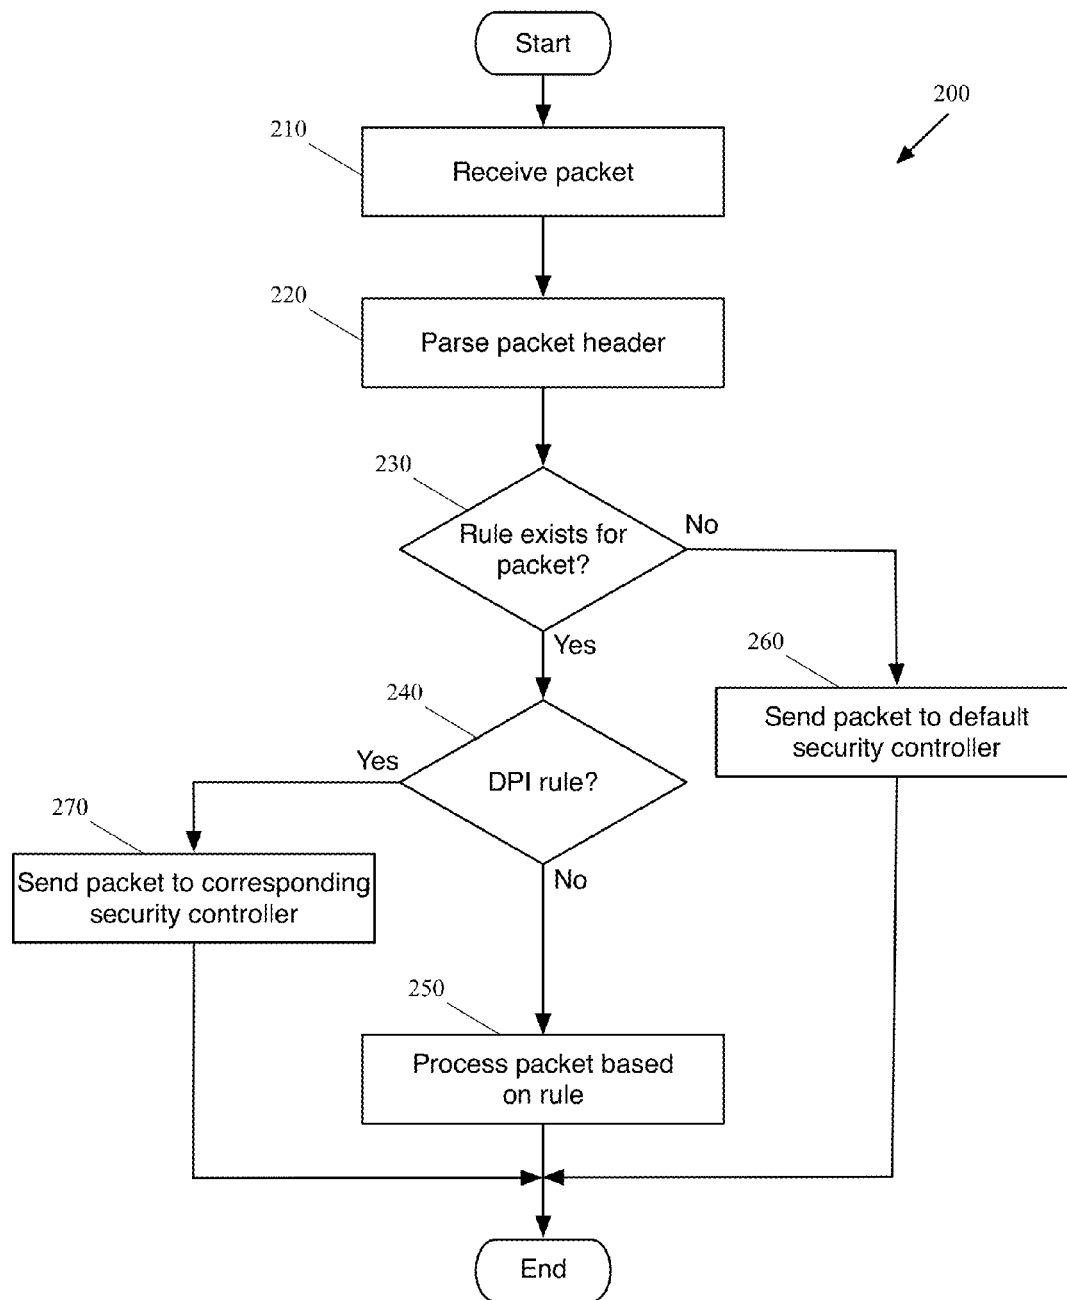 Start
200
210
Receive packet
220
Parse packet header
230
Rule exists for
packet?
No
Yes
260
Send packet to default
security controller
240
DPI rule?
Yes
No
270
Send packet to corresponding
security controller
250
Process packet based
on rule
End